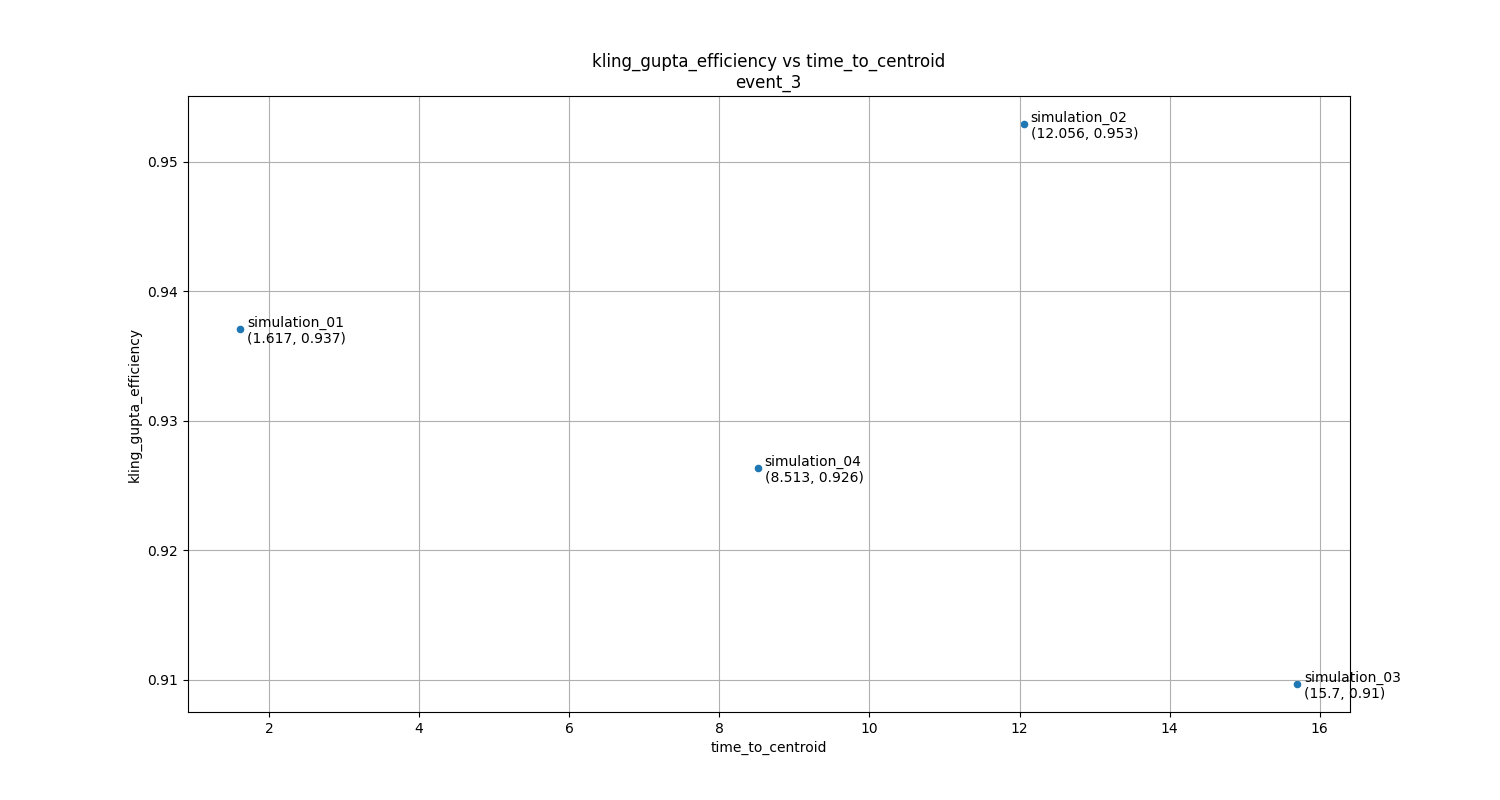 kling_gupta_efficiency vs time_to_centroid
event_3
simulation_02
(12.056, 0.953)
0.95
0.94
simulation_01
(1.617, 0.937)
kling_gupta_efficiency
0.93
simulation_04
(8.513, 0.926)
0.92
0.91
simulation_03
(15.7, 0.91)
2
4
6
8
10
12
14
16
time_to_centroid